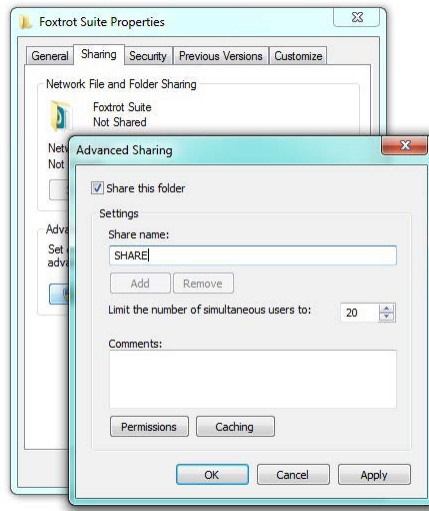 Foxtrot Suite Properties
General Sharing Security Previous Versions Customize
Network File and Folder Sharing
Foxtrot Suite
Not Shared
Not
Set
Advanced Sharing
Share this folder
Settings
Share name:
SHARE
Add Remove
Limit the number of simultaneous users to: 20
Comments:
Permissions Caching
OK Cancel Apply